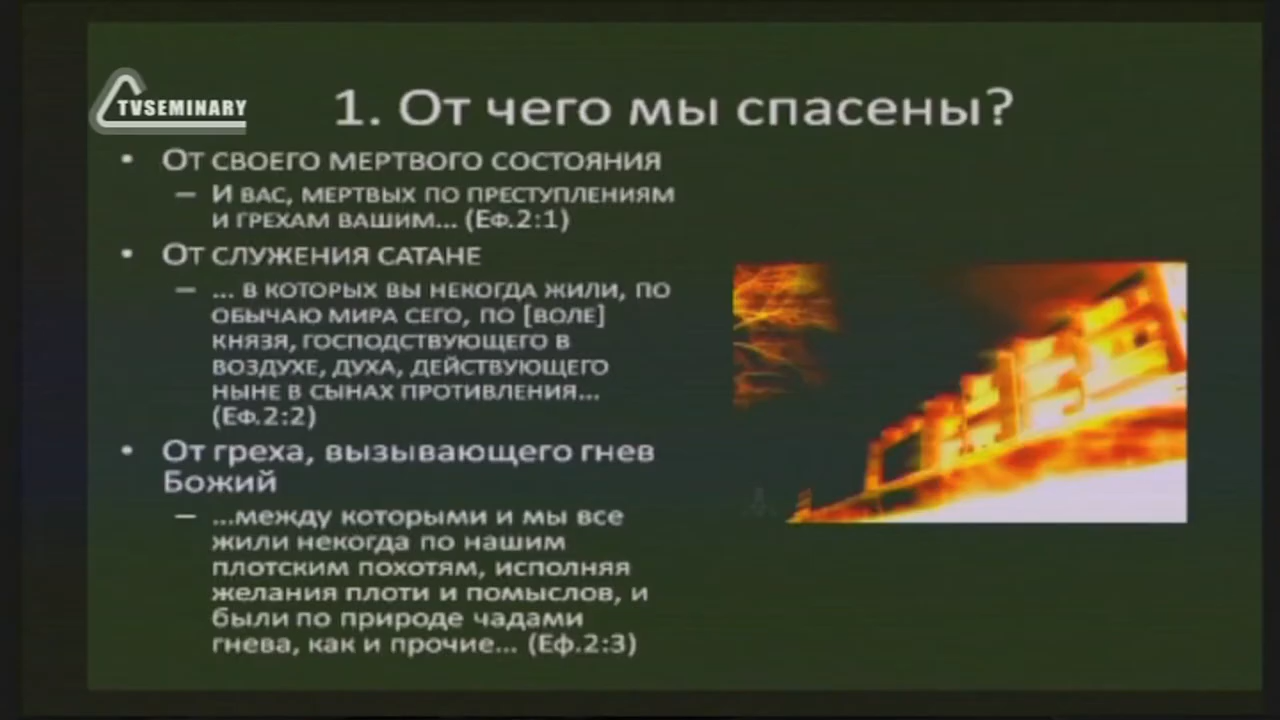 TVSEMINARY
1. От чего мы спасены?
• От своего мертвого состояния
– И вас, мертвых по преступлениям
и грехам вашим... (Еф.2:1)
• От служения сатане
– ... в которых вы некогда жили, по
обычаю мира сего, по [воле]
князя, господствующего в
воздухе, духа, действующего
ныне в сынах противления...
(Еф.2:2)
• От греха, вызывающего гнев
Божий
– ...между которыми и мы все
жили некогда по нашим
плотским похотям, исполняя
желания плоти и помыслов, и
были по природе чадами
гнева, как и прочие... (Еф.2:3)